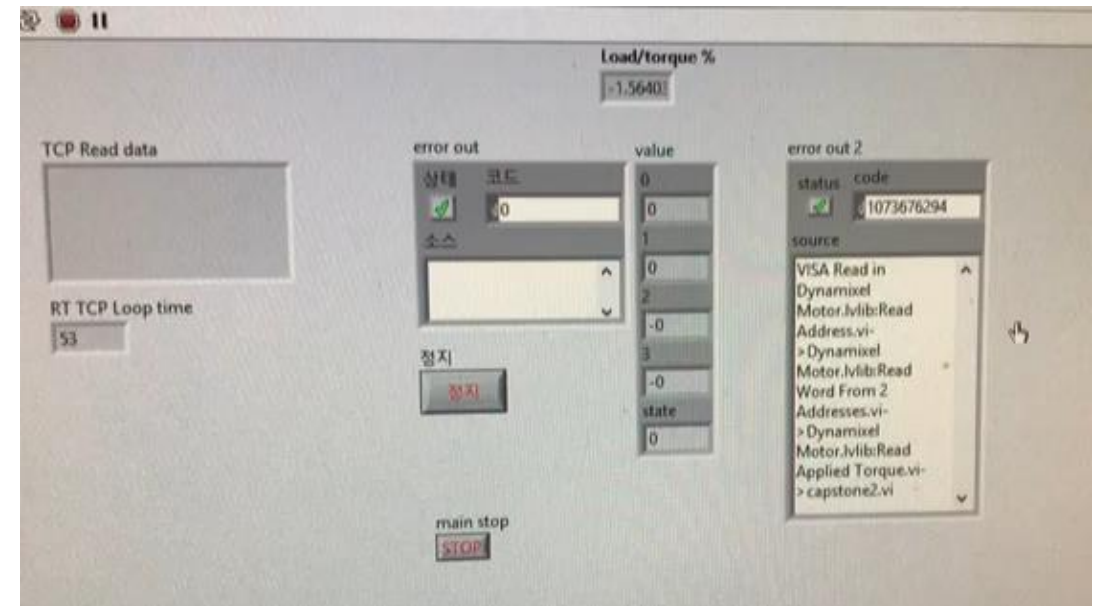 Load/torque %
-1.5640
TCP Read data
RT TCP Loop time
53
error out
상태 코드
0
소스
정지
정지
main stop
STOP
value
0
0
1
0
2
-0
3
-0
state
0
error out 2
status code
1073676294
source
VISA Read in
Dynamixel
Motor.lvlib:Read
Address.vi-
>Dynamixel
Motor.lvlib:Read
Word From 2
Addresses.vi-
>Dynamixel
Motor.lvlib:Read
Applied Torque.vi-
>capstone2.vi